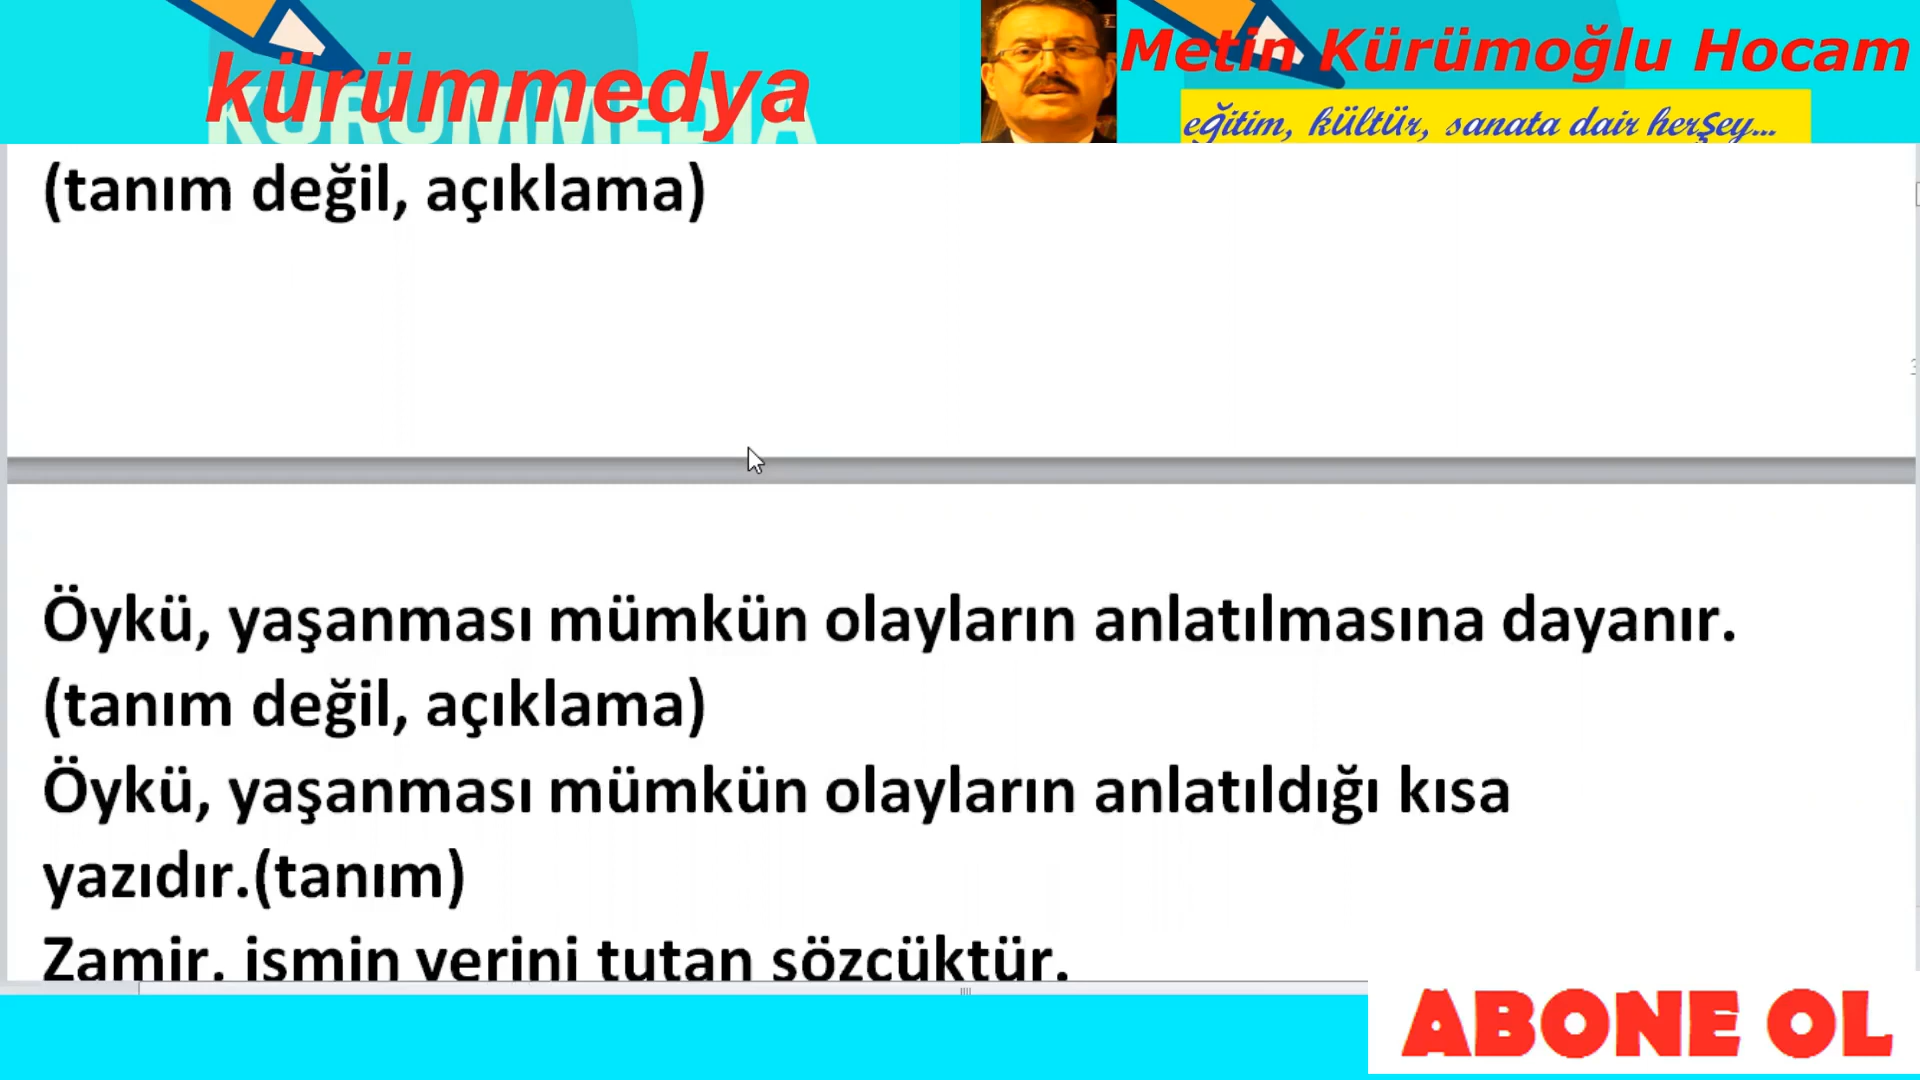 kürümmedya
KÜRÜMMEDIA
Metin Kürümoğlu Hocam
eğitim, kültür, sanata dair herşey...
(tanım değil, açıklama)
Öykü, yaşanması mümkün olayların anlatılmasına dayanır.
(tanım değil, açıklama)
Öykü, yaşanması mümkün olayların anlatıldığı kısa
yazıdır.(tanım)
Zamir, ismin yerini tutan sözcüktür.
ABONE OL